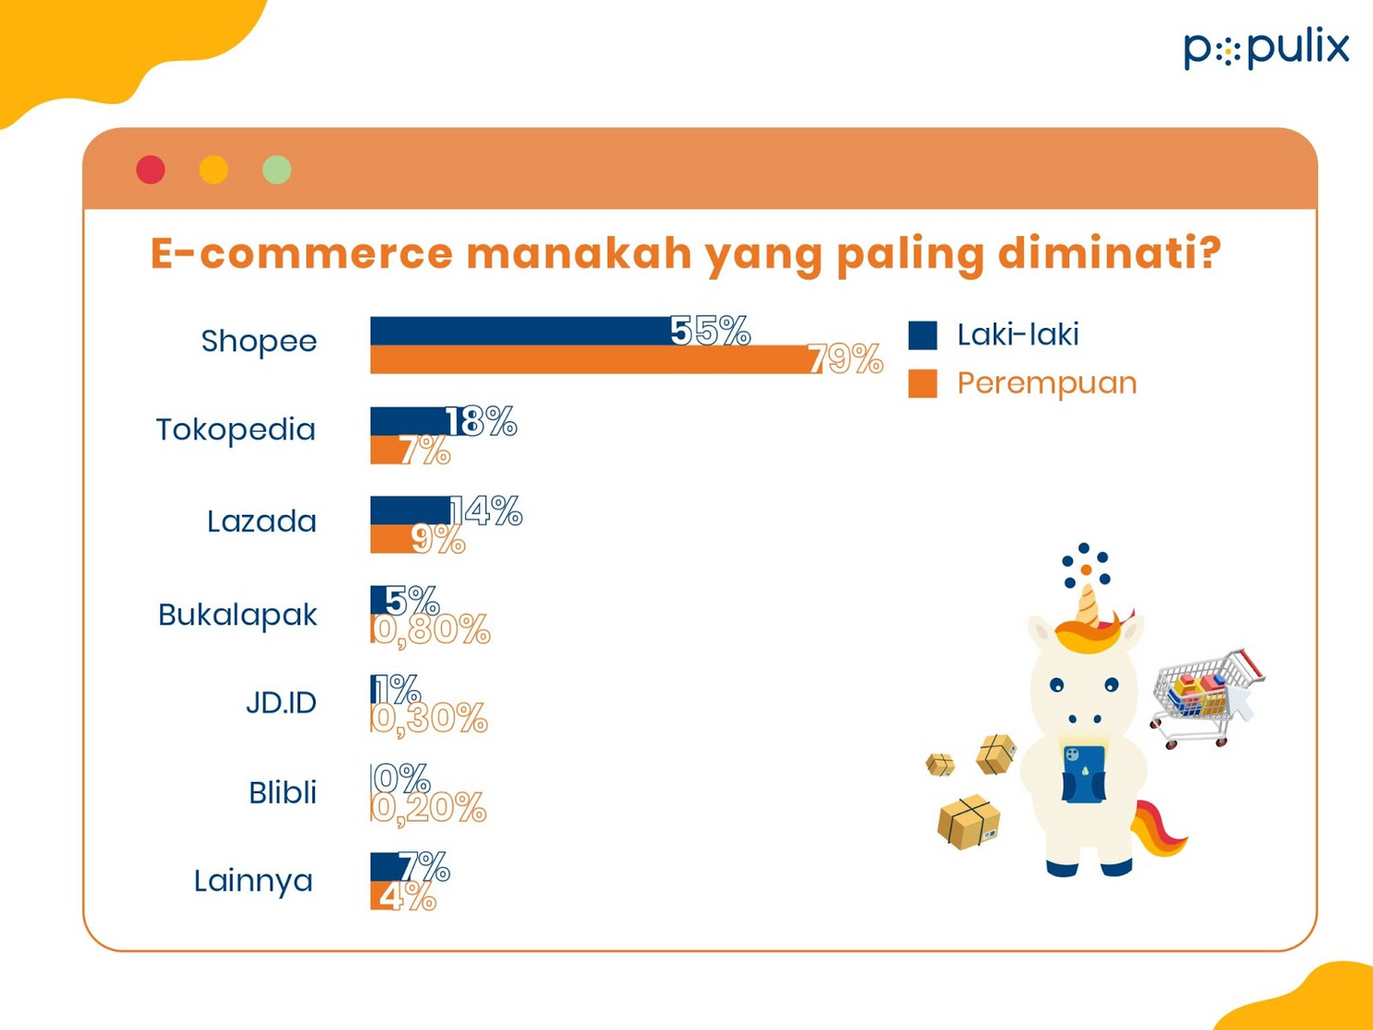 populix
E-commerce manakah yang paling diminati?
Shopee
55%
79%
Laki-laki
Perempuan
Tokopedia
18%
7%
Lazada
14%
9%
Bukalapak
5%
0,80%
JD.ID
1%
0,30%
Blibli
0%
0,20%
Lainnya
7%
4%